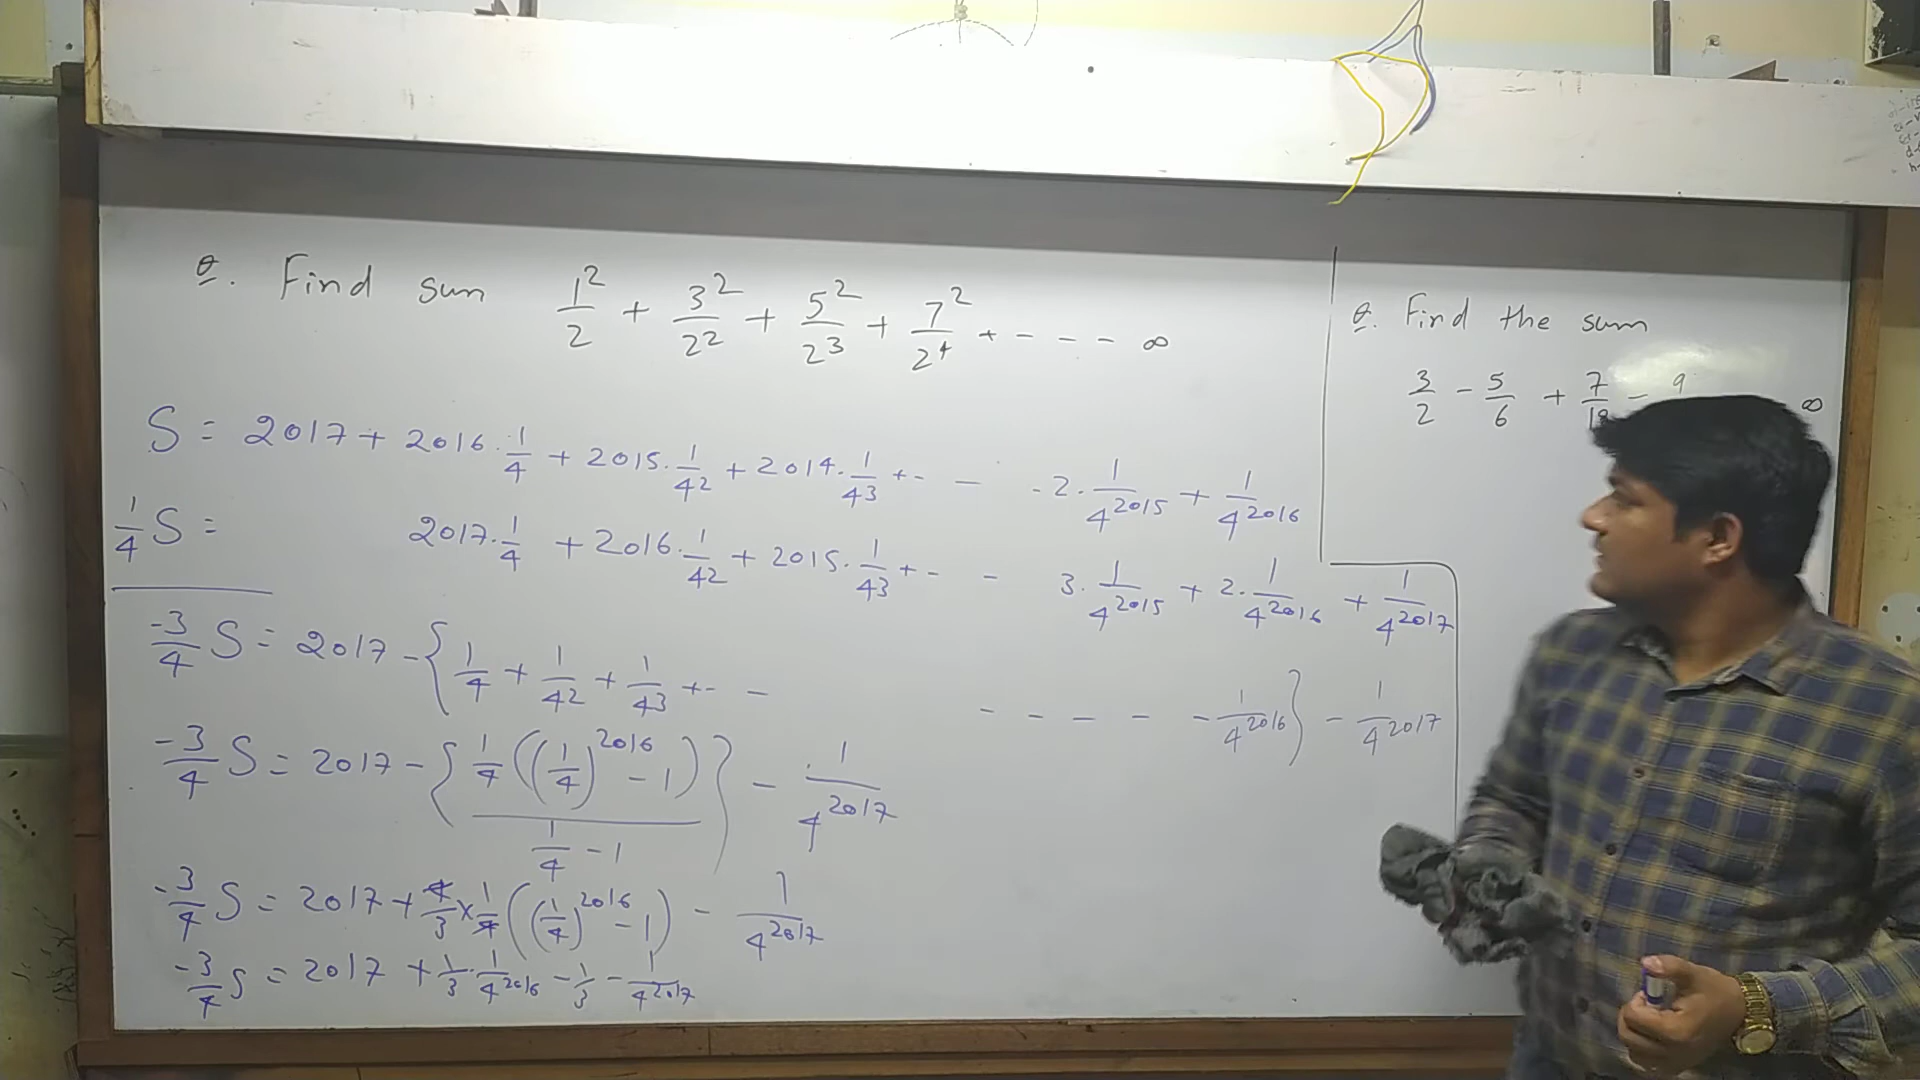 Q. Find sum 1²/2 + 3²/2² + 5²/2³ + 7²/2⁴ + - - - ∞
Q. Find the sum
3/2 - 5/6 + 7/18 - 9 ∞
S = 2017 + 2016·1/4 + 2015·1/4² + 2014·1/4³ + - - - 2·1/4²⁰¹⁵ + 1/4²⁰¹⁶
1/4 S = 2017·1/4 + 2016·1/4² + 2015·1/4³ + - - 3·1/4²⁰¹⁵ + 2·1/4²⁰¹⁶ + 1/4²⁰¹⁷
-3/4 S = 2017 - {1/4 + 1/4² + 1/4³ + - - - - - - - 1/4²⁰¹⁶} - 1/4²⁰¹⁷
-3/4 S = 2017 - {1/4((1/4)²⁰¹⁶ - 1)/(1/4 - 1)} - 1/4²⁰¹⁷
-3/4 S = 2017 + 4/3 × 1/4((1/4)²⁰¹⁶ - 1) - 1/4²⁰¹⁷
-3/4 S = 2017 + 1/3·1/4²⁰¹⁶ - 1/3 - 1/4²⁰¹⁷